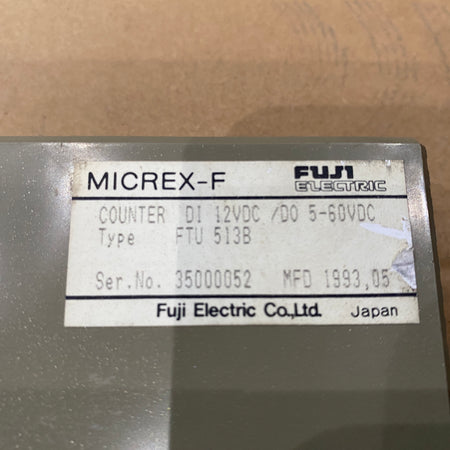 MICREX-F FUJI ELECTRIC
COUNTER DI 12VDC /DO 5-60VDC
Type FTU 513B
Ser.No. 35000052 MFD 1993,05
Fuji Electric Co.,Ltd. Japan